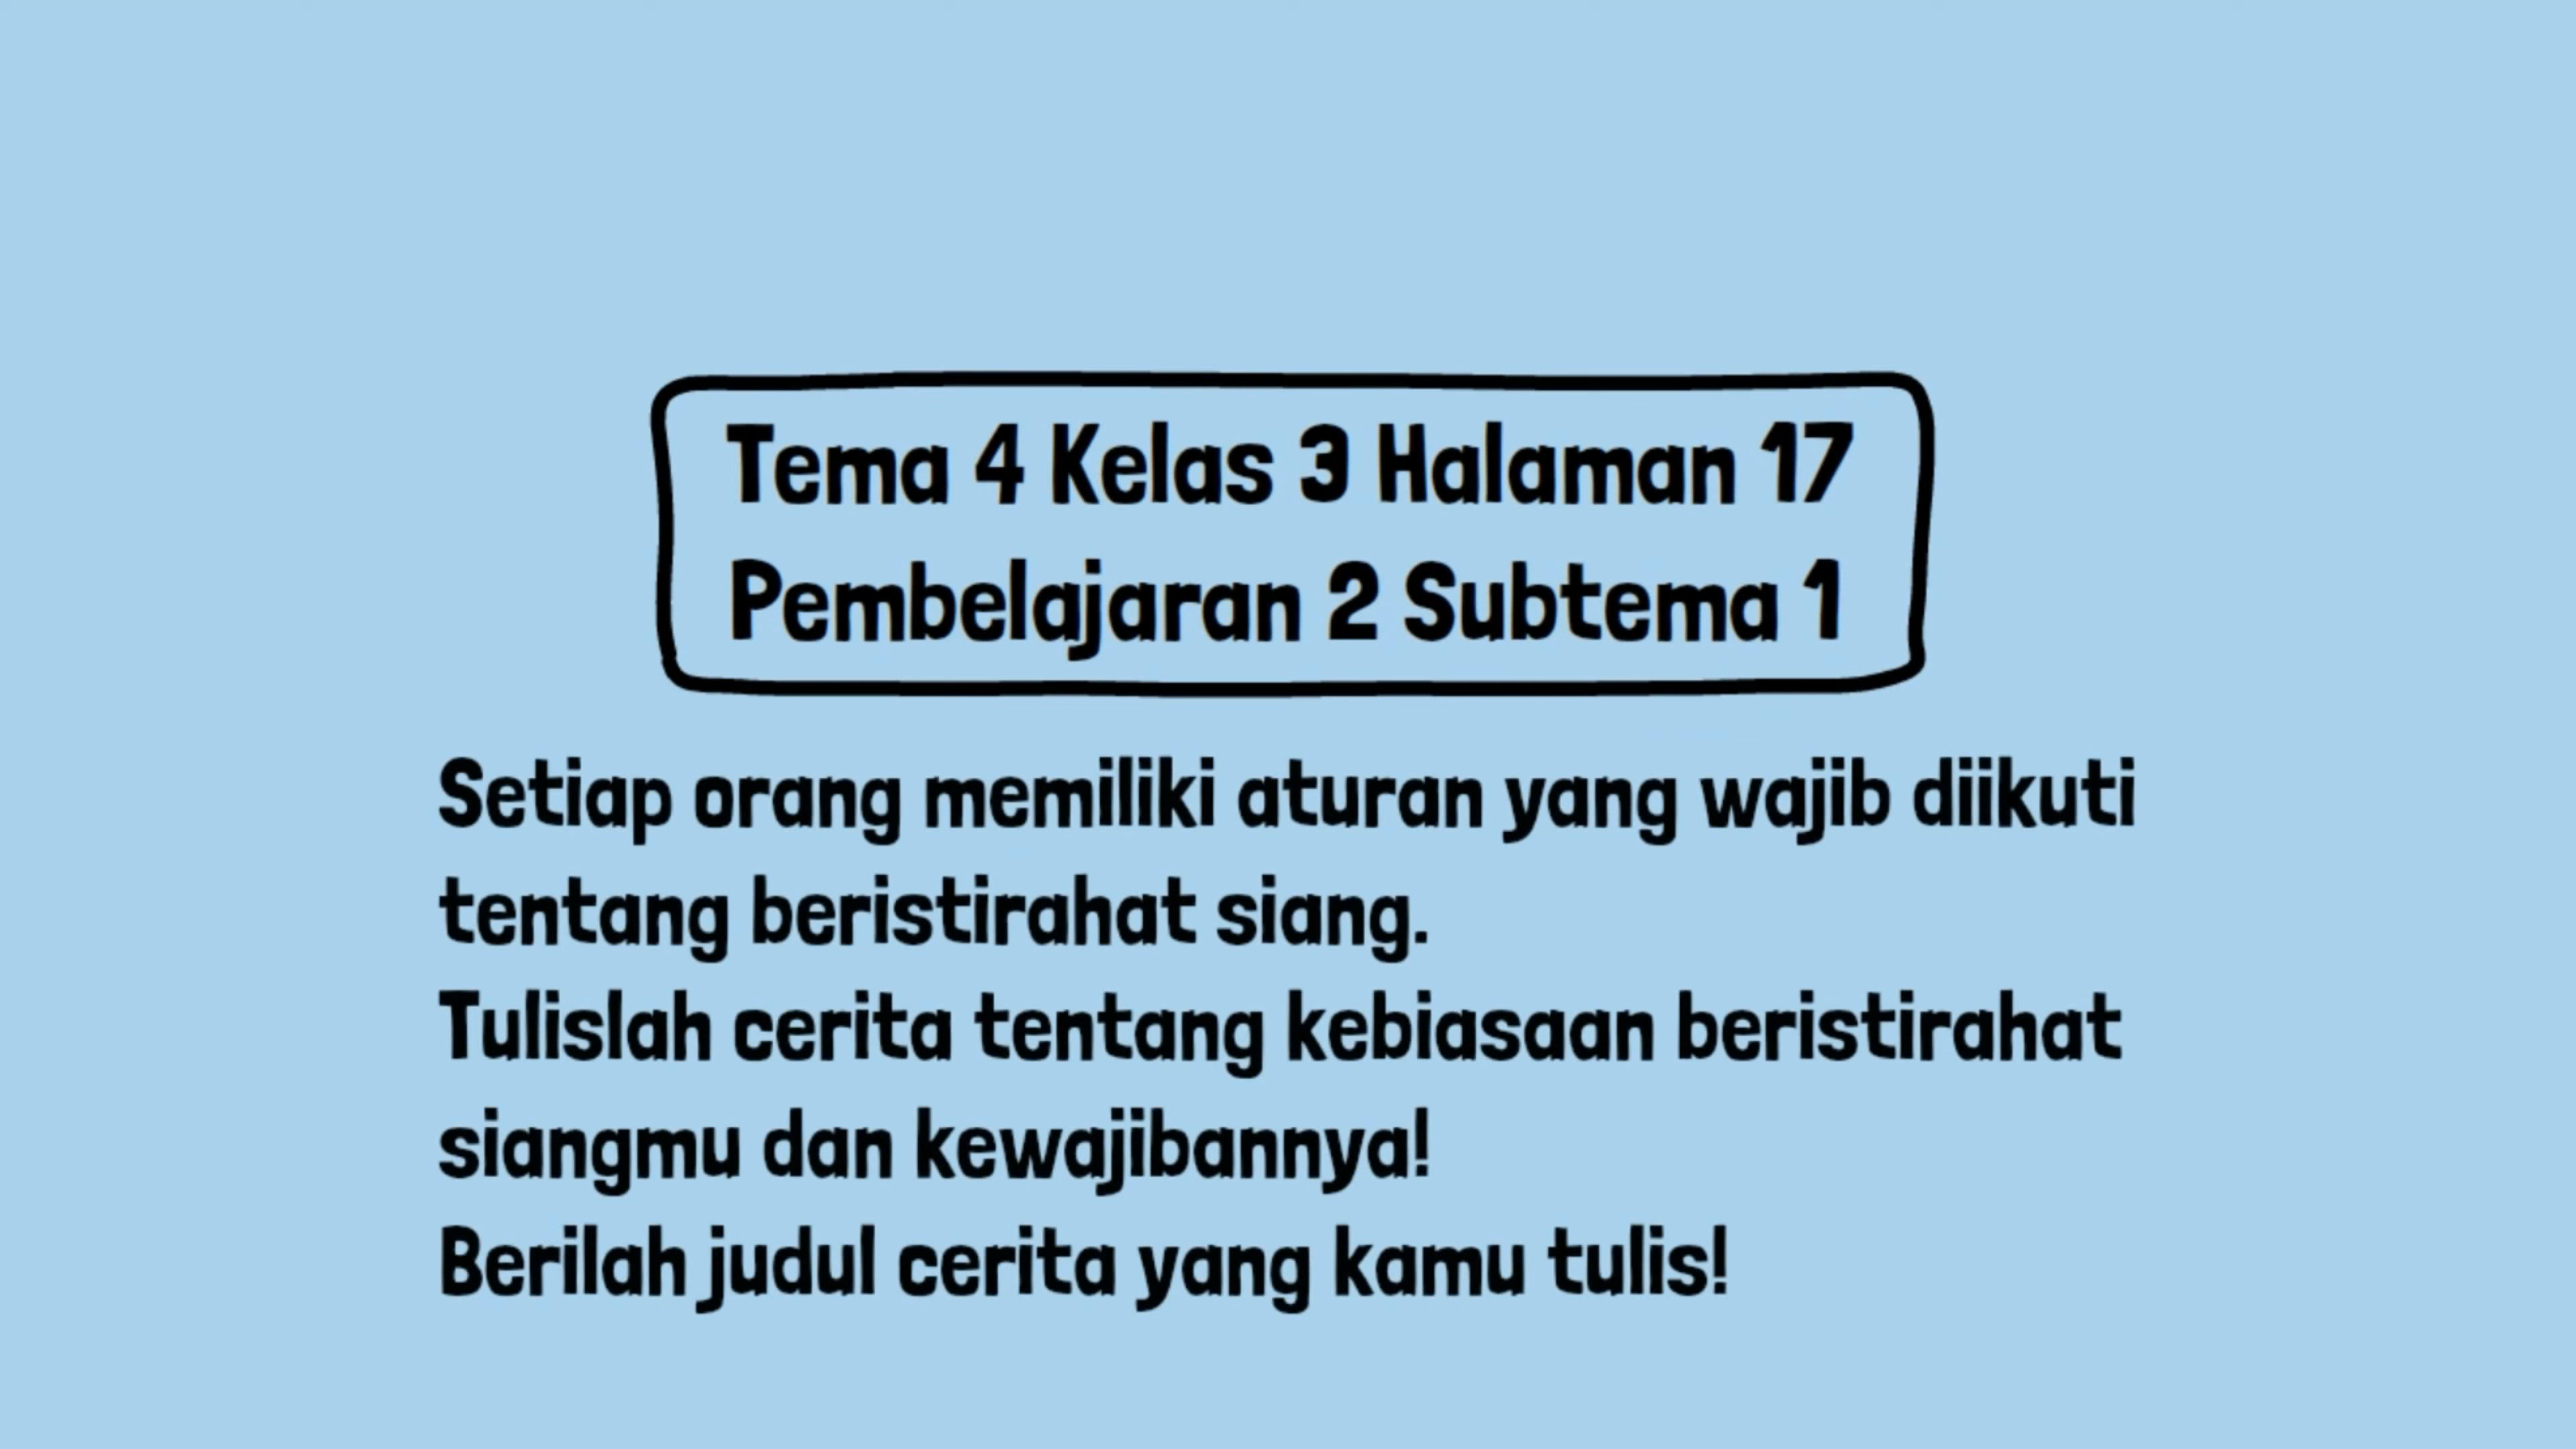 Tema 4 Kelas 3 Halaman 17
Pembelajaran 2 Subtema 1
Setiap orang memiliki aturan yang wajib diikuti
tentang beristirahat siang.
Tulislah cerita tentang kebiasaan beristirahat
siangmu dan kewajibannya!
Berilah judul cerita yang kamu tulis!